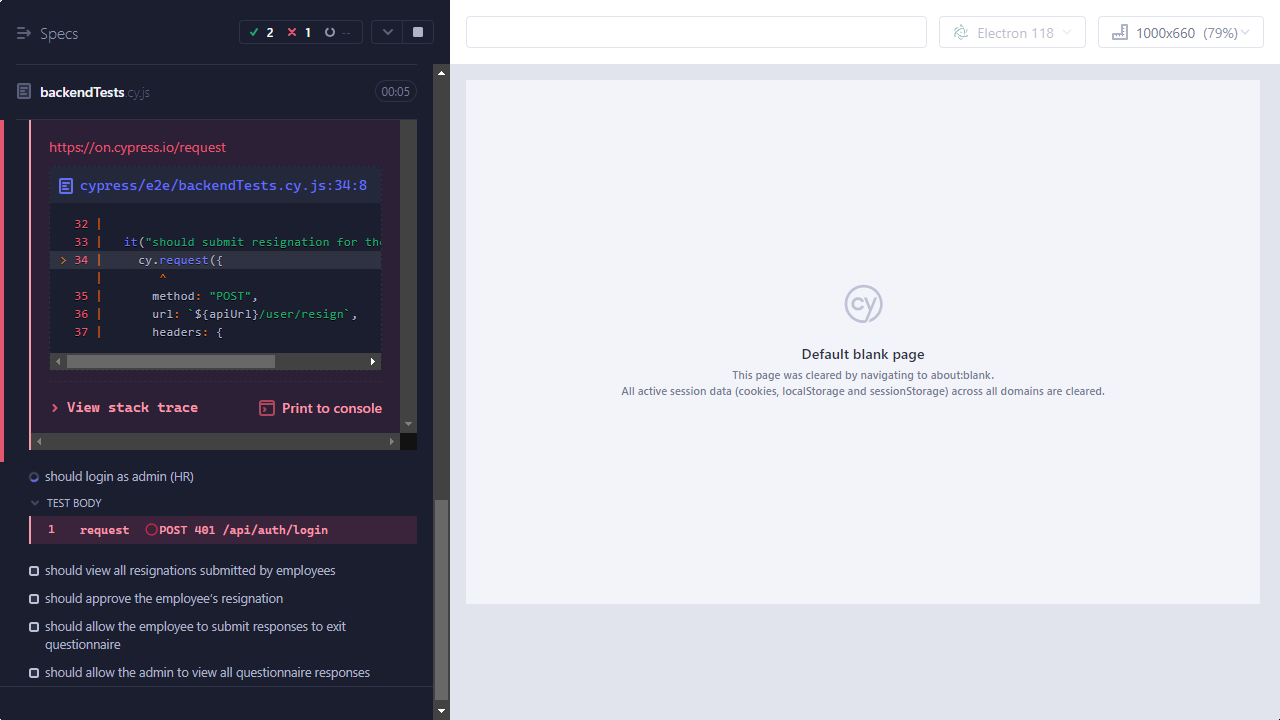 Specs
2
1
--
Electron 118
1000x660 (79%)
backendTests.cy.js
00:05
https://on.cypress.io/request
cypress/e2e/backendTests.cy.js:34:8
32 |
33 | it("should submit resignation for the
> 34 | cy.request({
| ^
35 | method: "POST",
36 | url: `${apiUrl}/user/resign`,
37 | headers: {
> View stack trace
Print to console
should login as admin (HR)
TEST BODY
1 request POST 401 /api/auth/login
should view all resignations submitted by employees
should approve the employee's resignation
should allow the employee to submit responses to exit
questionnaire
should allow the admin to view all questionnaire responses
cy
Default blank page
This page was cleared by navigating to about:blank.
All active session data (cookies, localStorage and sessionStorage) across all domains are cleared.